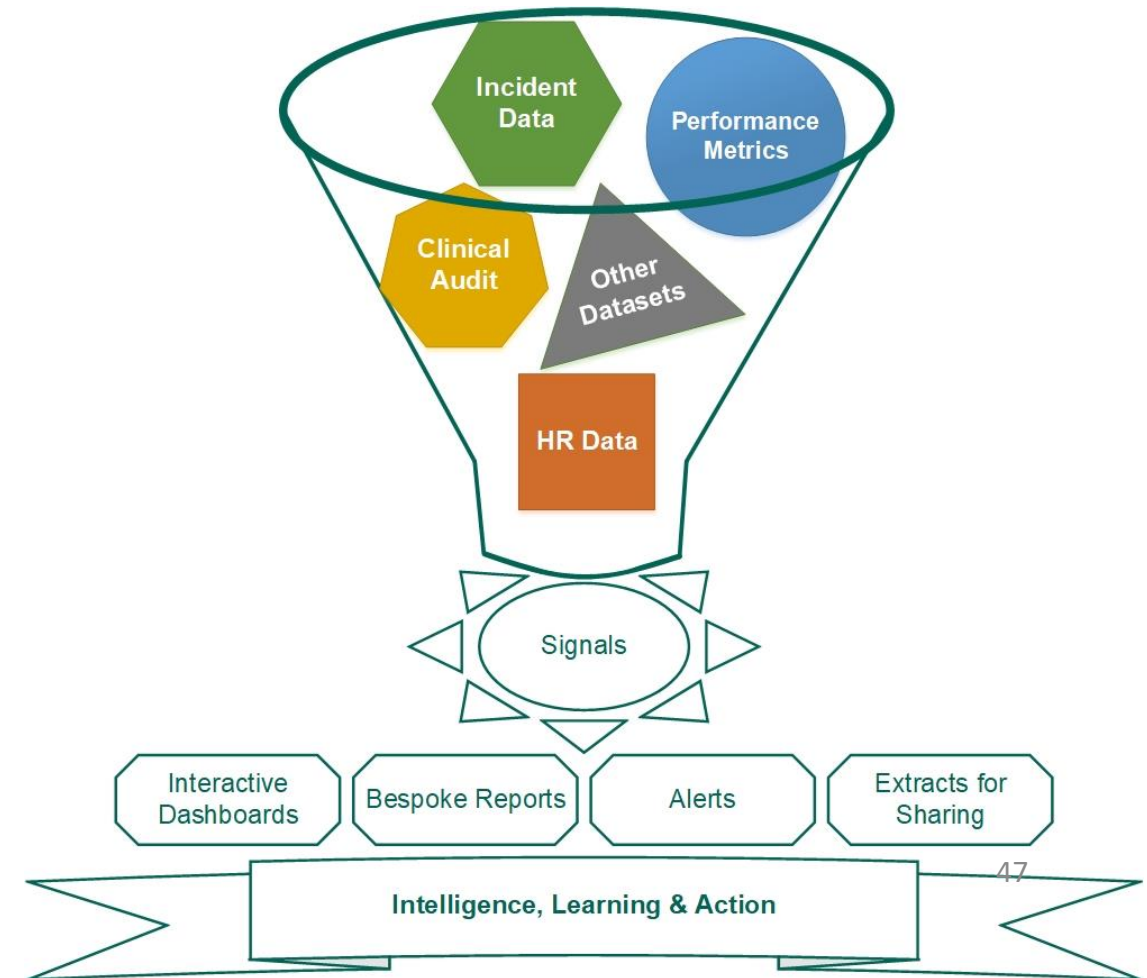 Incident
Data
Performance
Metrics
Clinical
Audit
Other
Datasets
HR Data
Signals
Interactive
Dashboards
Bespoke Reports
Alerts
Extracts for
Sharing
47
Intelligence, Learning & Action